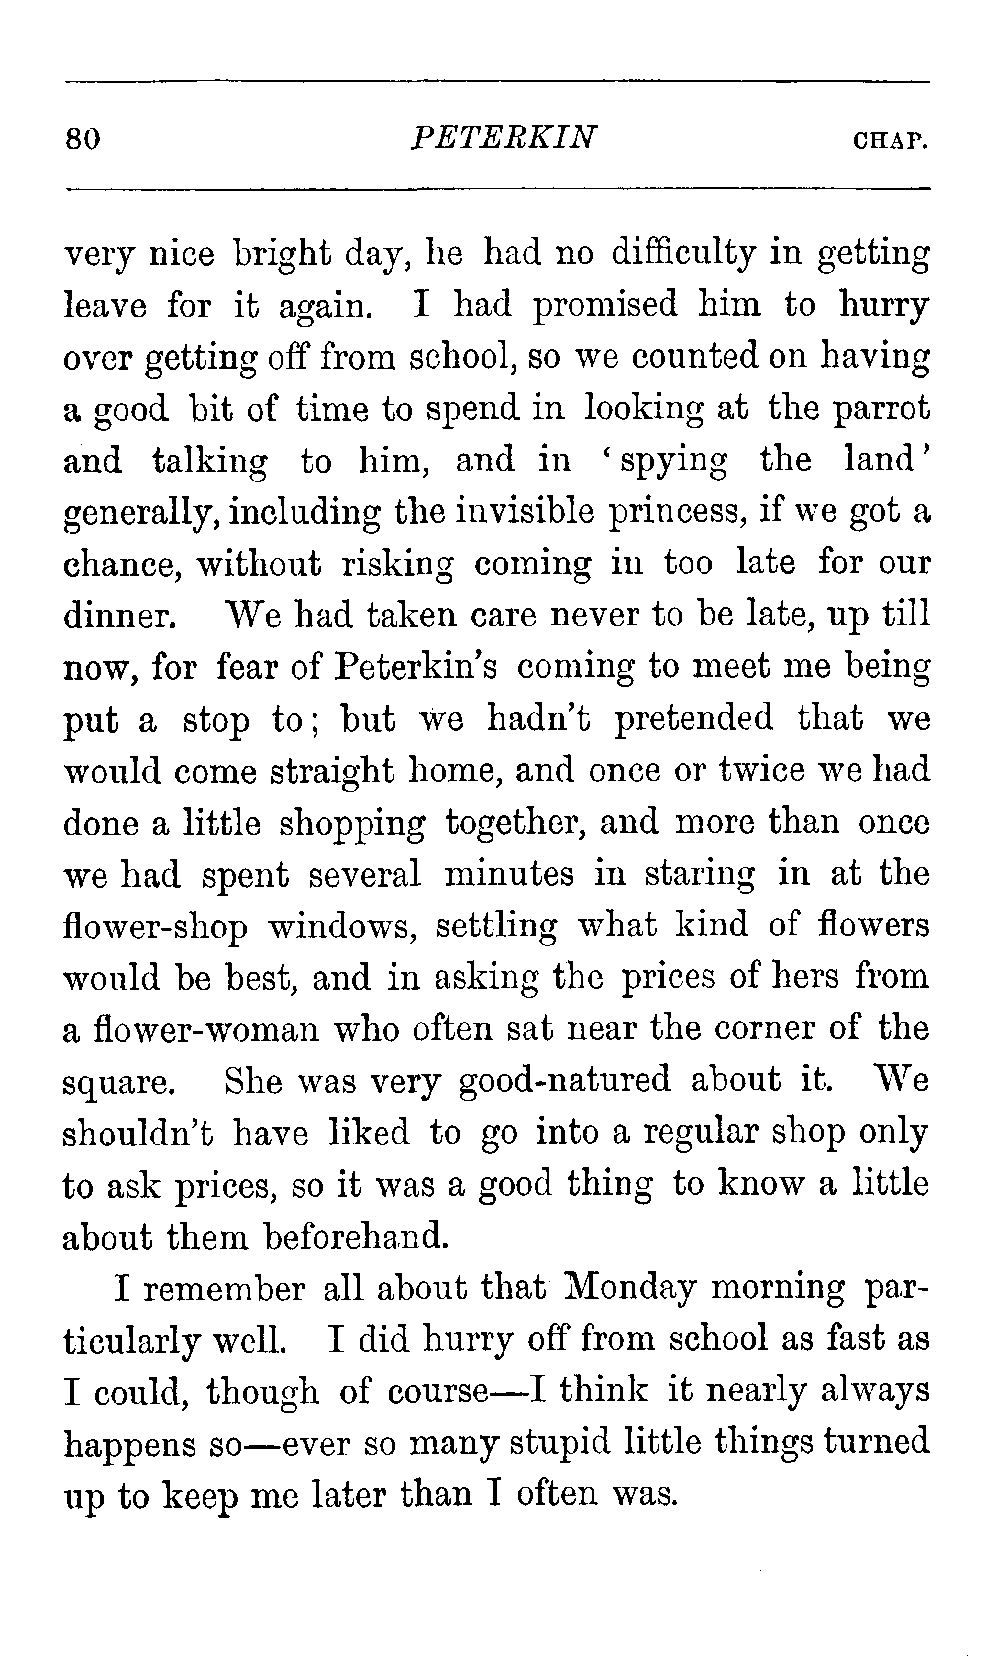 80 PETERKIN CHAP.
very nice bright day, he had no difficulty in getting
leave for it again. I had promised him to hurry
over getting off from school, so we counted on having
a good bit of time to spend in looking at the parrot
and talking to him, and in ‘spying the land’
generally, including the invisible princess, if we got a
chance, without risking coming in too late for our
dinner. We had taken care never to be late, up till
now, for fear of Peterkin’s coming to meet me being
put a stop to; but we hadn’t pretended that we
would come straight home, and once or twice we had
done a little shopping together, and more than once
we had spent several minutes in staring in at the
flower-shop windows, settling what kind of flowers
would be best, and in asking the prices of hers from
a flower-woman who often sat near the corner of the
square. She was very good-natured about it. We
shouldn’t have liked to go into a regular shop only
to ask prices, so it was a good thing to know a little
about them beforehand.
I remember all about that Monday morning par-
ticularly well. I did hurry off from school as fast as
I could, though of course—I think it nearly always
happens so—ever so many stupid little things turned
up to keep me later than I often was.